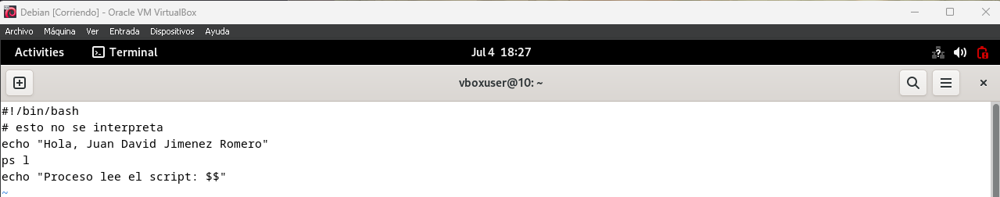 Debian [Corriendo] - Oracle VM VirtualBox
Archivo Máquina Ver Entrada Dispositivos Ayuda
Activities Terminal Jul 4 18:27
vboxuser@10: ~
#!/bin/bash
# esto no se interpreta
echo "Hola, Juan David Jimenez Romero"
ps l
echo "Proceso lee el script: $$"
~